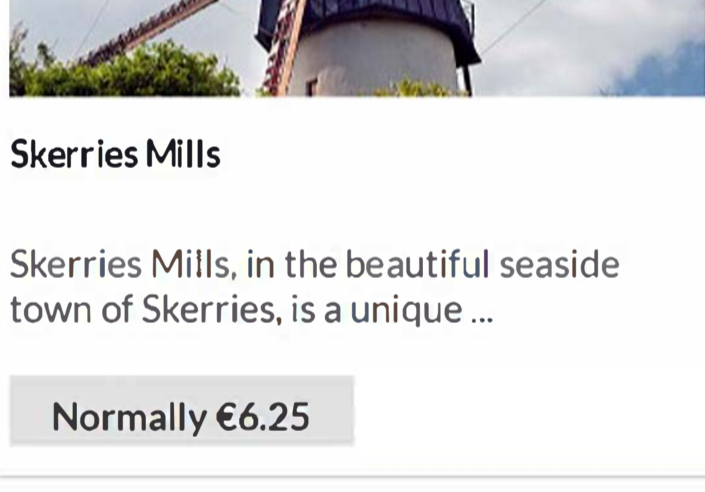 Skerries Mills
Skerries Mills, in the beautiful seaside
town of Skerries, is a unique ...
Normally €6.25